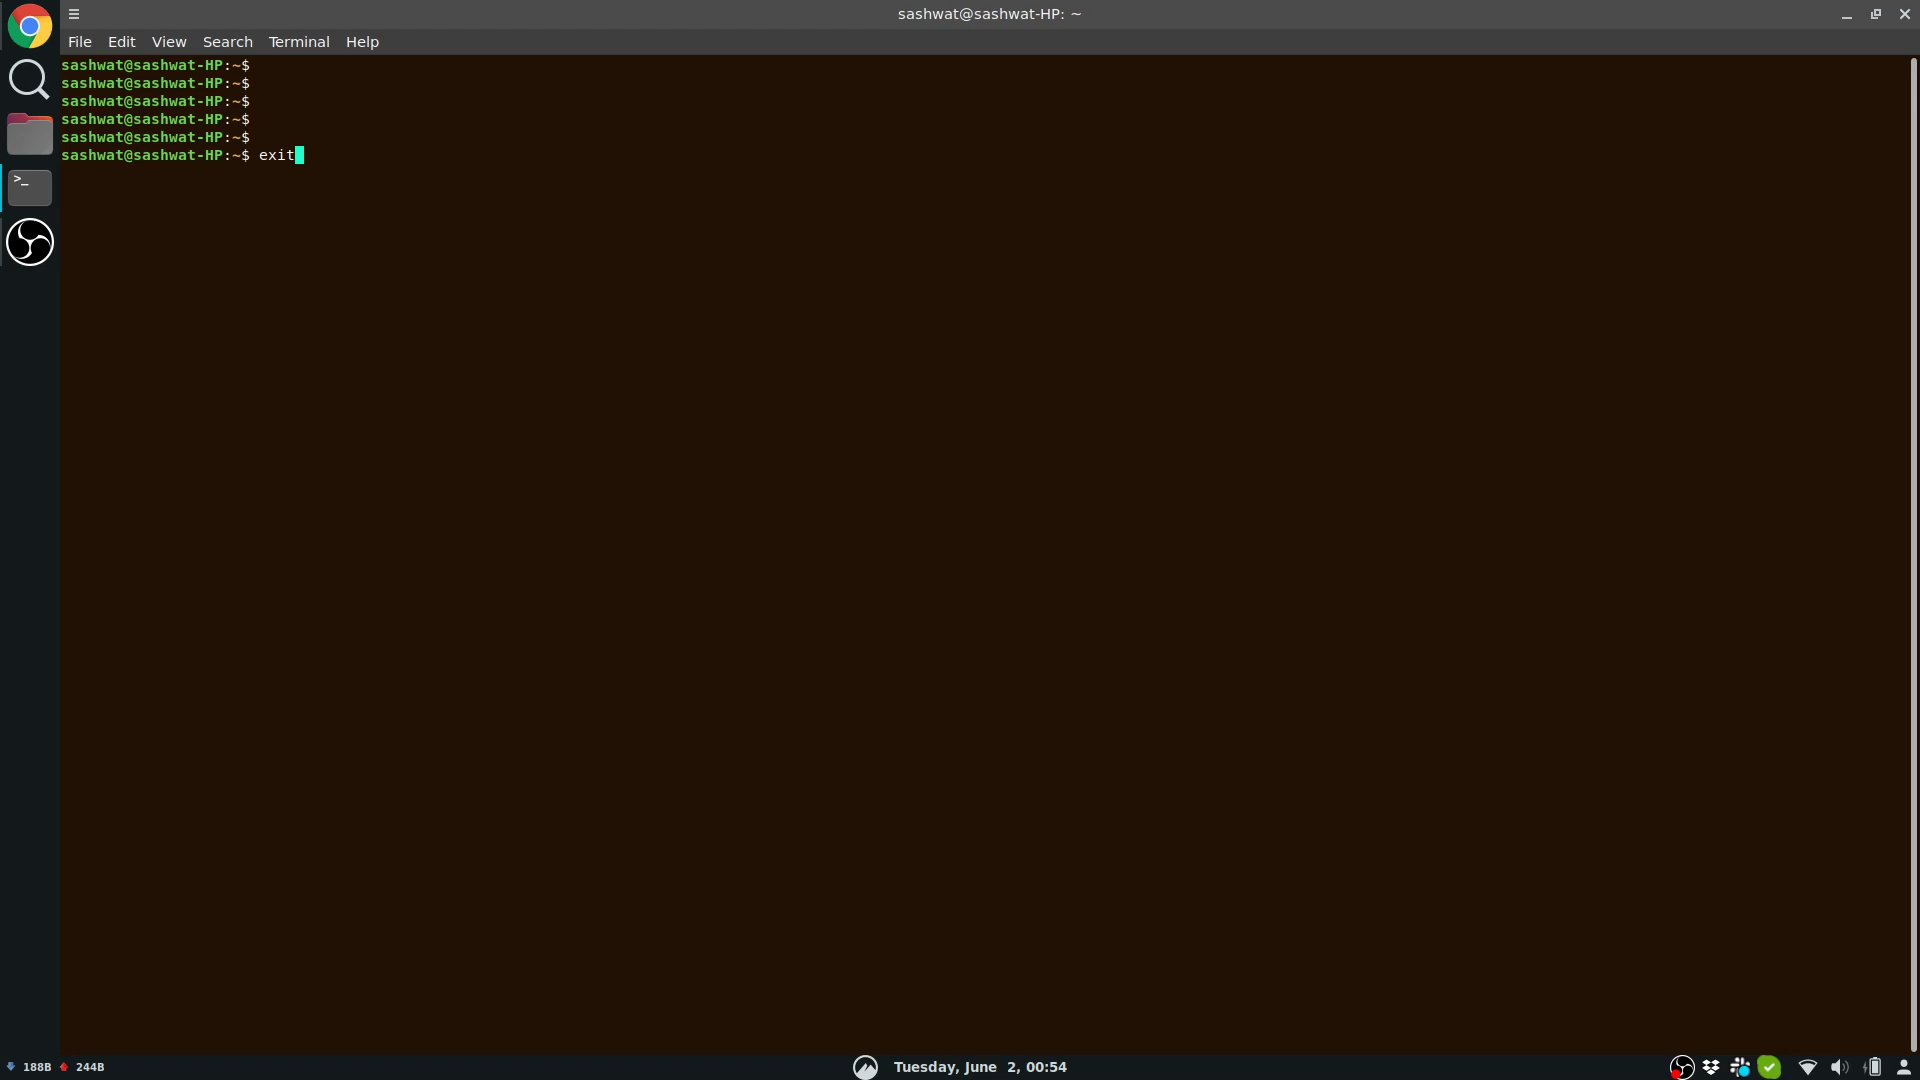 sashwat@sashwat-HP: ~
File Edit View Search Terminal Help
sashwat@sashwat-HP:~$
sashwat@sashwat-HP:~$
sashwat@sashwat-HP:~$
sashwat@sashwat-HP:~$
sashwat@sashwat-HP:~$
sashwat@sashwat-HP:~$ exit
>_
188B 244B Tuesday, June 2, 00:54